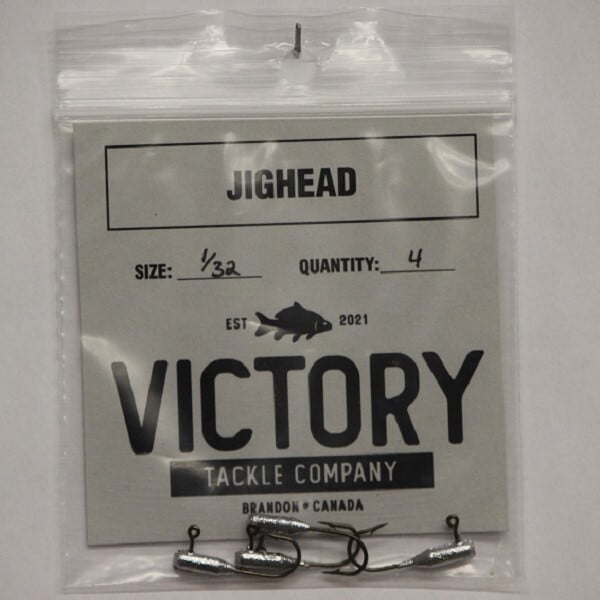 JIGHEAD
SIZE: 1/32 QUANTITY: 4
EST 2021
VICTORY
TACKLE COMPANY
BRANDON • CANADA